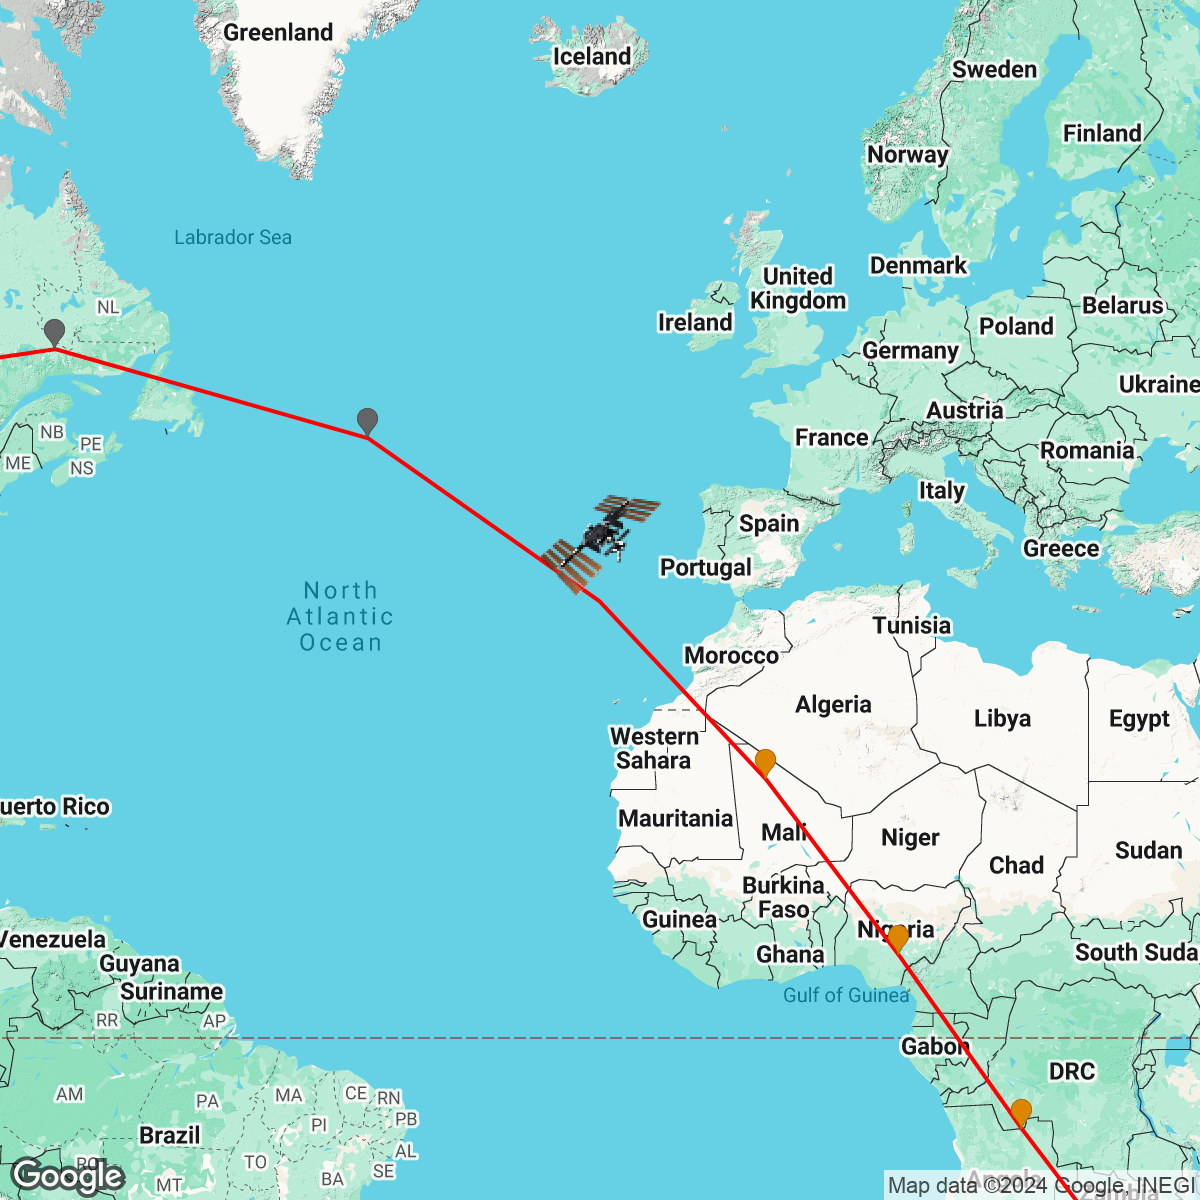 Greenland
Iceland
Sweden
Finland
Norway
Labrador Sea
Denmark
United
Kingdom
NL
Ireland
Belarus
Poland
Germany
Ukraine
Austria
NB
PE
France
Romania
ME
NS
Italy
Spain
Greece
Portugal
North
Atlantic
Ocean
Tunisia
Morocco
Algeria
Libya
Egypt
Western
Sahara
uerto Rico
Mauritania
Mali
Niger
Sudan
Chad
Burkina
Faso
Guinea
Nigeria
Venezuela
Ghana
South Suda
Guyana
Suriname
Gulf of Guinea
RR
AP
Gabon
DRC
AM
PA
MA
CE
RN
PI
PB
Brazil
AL
TO
SE
RO
BA
MT
Angola
Zambia
Google
Map data ©2024 Google, INEGI